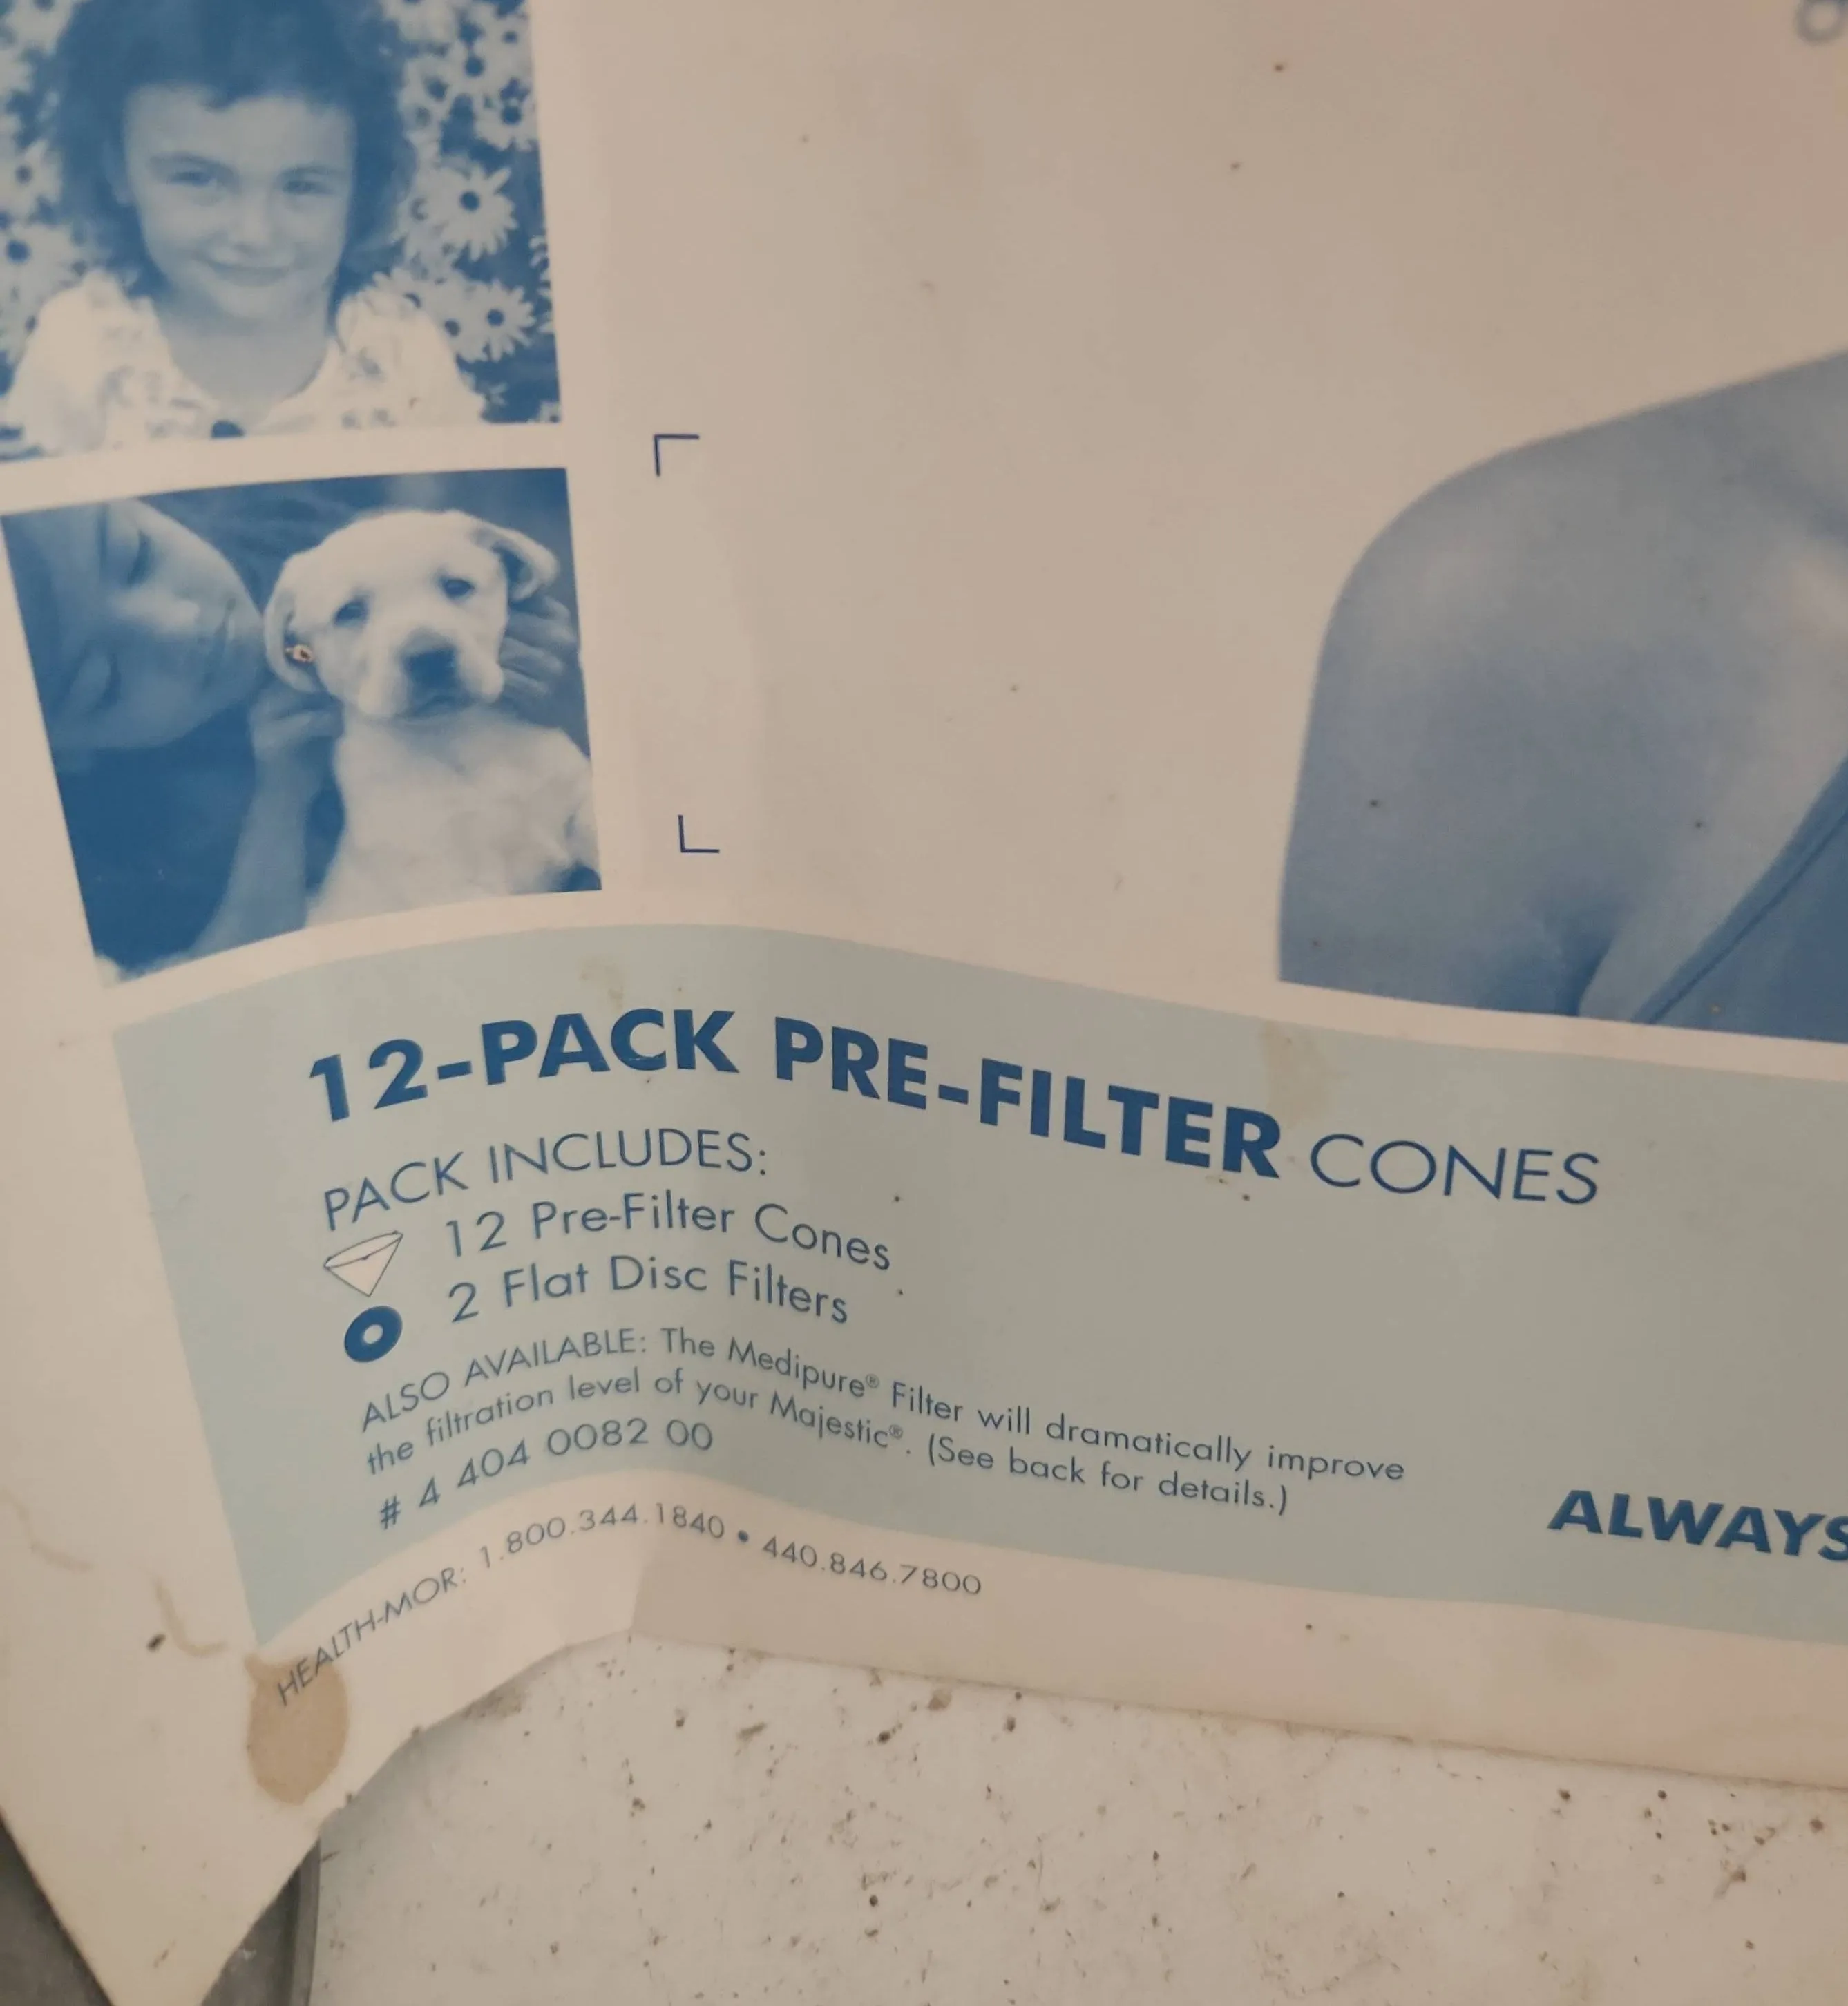 12-PACK PRE-FILTER CONES
PACK INCLUDES:
12 Pre-Filter Cones
2 Flat Disc Filters
ALSO AVAILABLE: The Medipure® Filter will dramatically improve
the filtration level of your Majestic®. (See back for details.)
# 4 404 0082 00
ALWAYS
HEALTH-MOR: 1.800.344.1840 • 440.846.7800